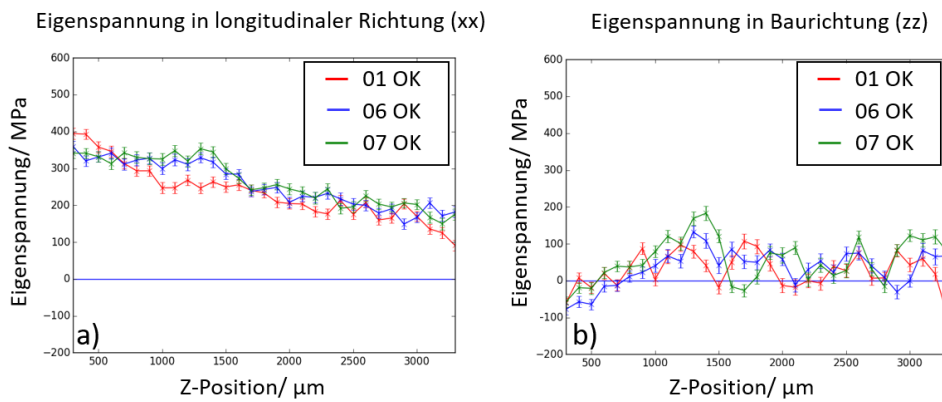 Eigenspannung in longitudinaler Richtung (xx)
Eigenspannung/ MPa
600
500
400
300
200
100
0
−100
−200
01 OK
06 OK
07 OK
a)
500
1000
1500
2000
2500
3000
Z-Position/ µm
Eigenspannung in Baurichtung (zz)
Eigenspannung/ MPa
600
500
400
300
200
100
0
−100
−200
01 OK
06 OK
07 OK
b)
500
1000
1500
2000
2500
3000
Z-Position/ µm